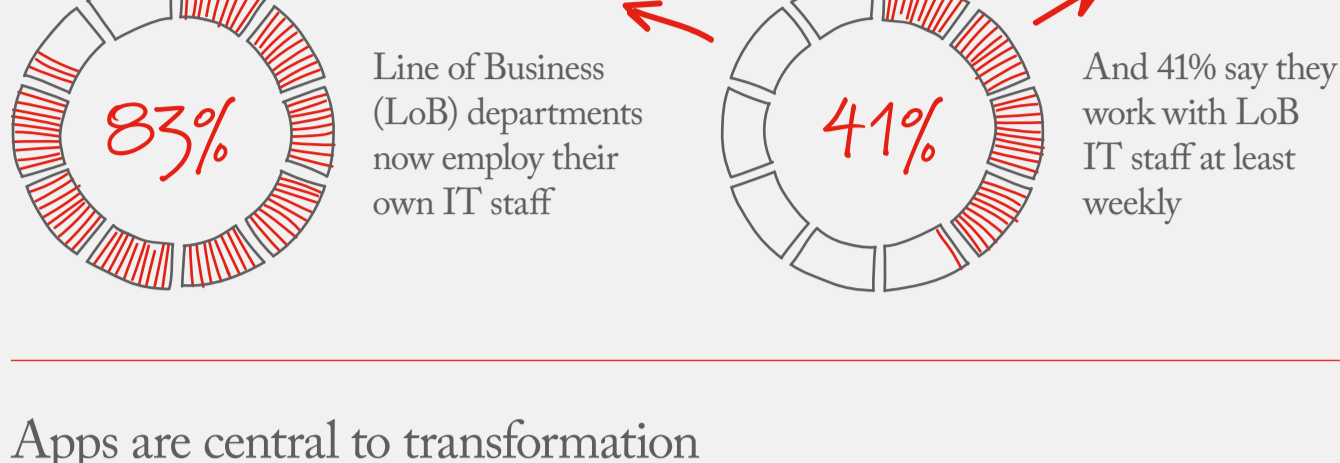 83%
Line of Business
(LoB) departments
now employ their
own IT staff
41%
And 41% say they
work with LoB
IT staff at least
weekly
Apps are central to transformation